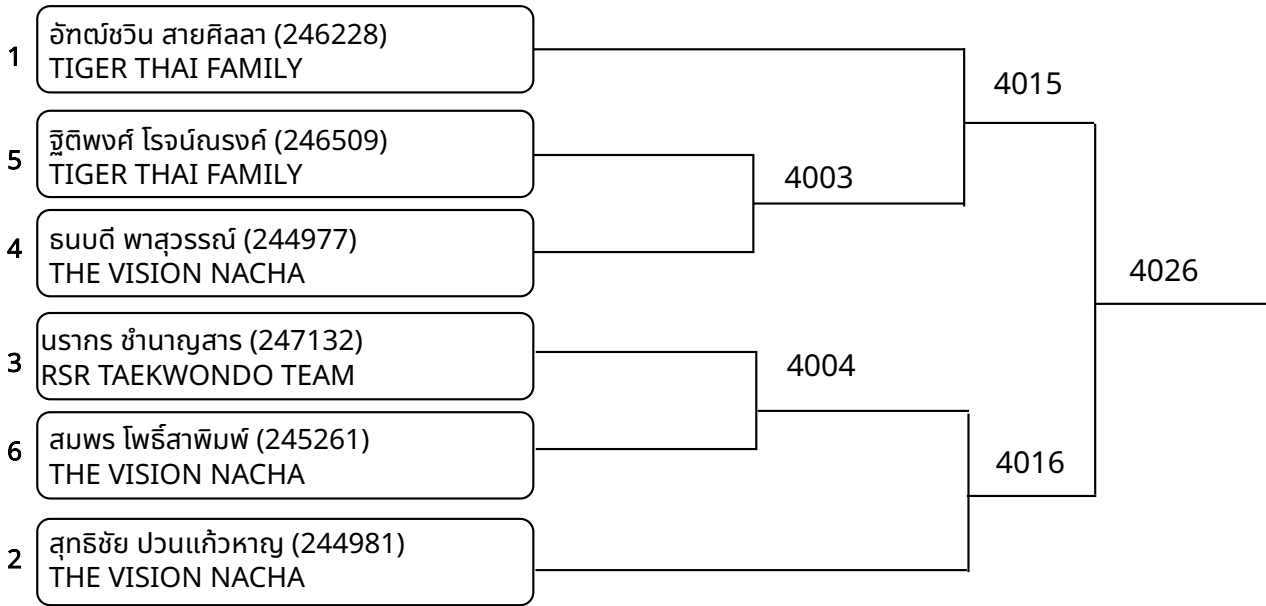 1
อัฑฒ์ชวิน สายศิลลา (246228)
TIGER THAI FAMILY
4015
5
ฐิติพงศ์ โรจน์ณรงค์ (246509)
TIGER THAI FAMILY
4003
4
ธนบดี พาสุวรรณ์ (244977)
THE VISION NACHA
4026
3
นรากร ชำนาญสาร (247132)
RSR TAEKWONDO TEAM
4004
6
สมพร โพธิ์สาพิมพ์ (245261)
THE VISION NACHA
4016
2
สุทธิชัย ปวนแก้วหาญ (244981)
THE VISION NACHA